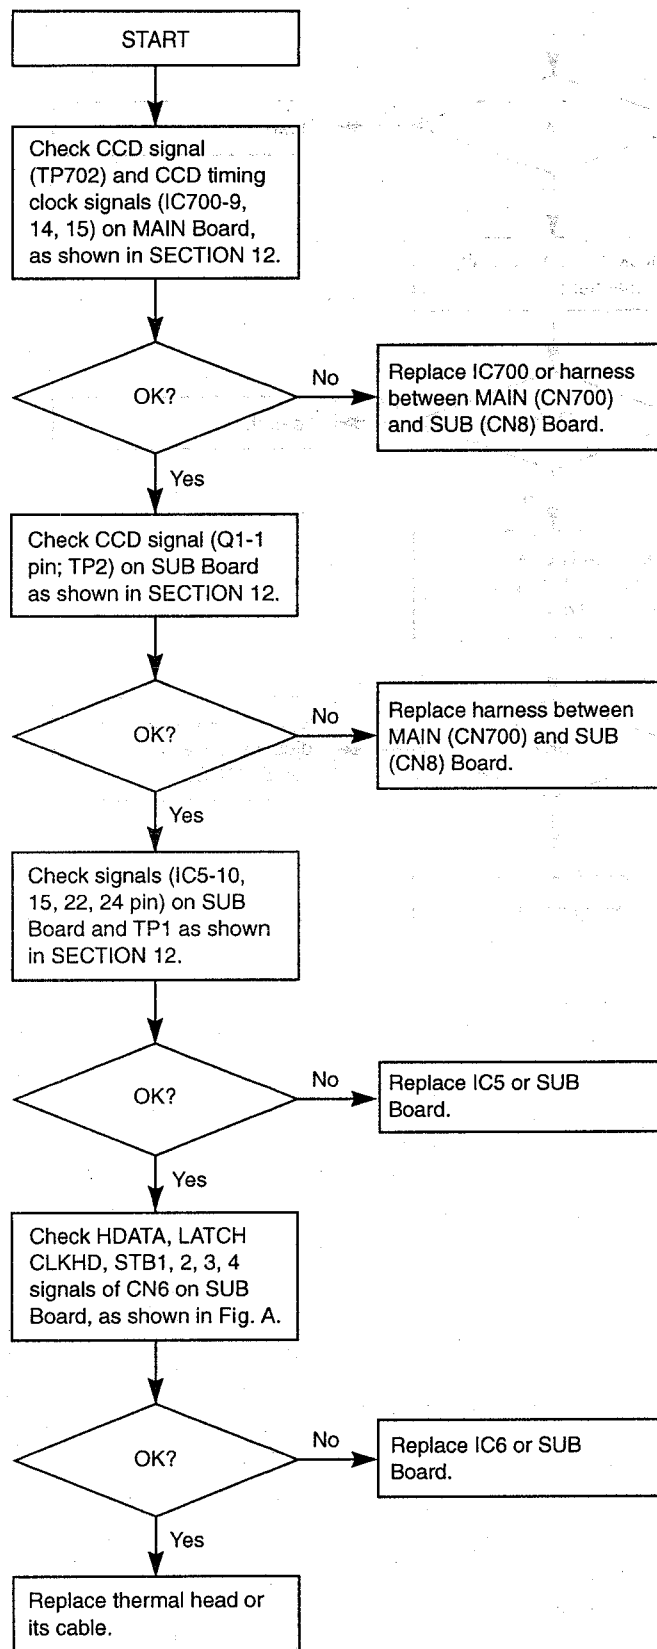 START
Check CCD signal
(TP702) and CCD timing
clock signals (IC700-9,
14, 15) on MAIN Board,
as shown in SECTION 12.
OK?
No
Replace IC700 or harness
between MAIN (CN700)
and SUB (CN8) Board.
Yes
Check CCD signal (Q1-1
pin; TP2) on SUB Board
as shown in SECTION 12.
OK?
No
Replace harness between
MAIN (CN700) and SUB
(CN8) Board.
Yes
Check signals (IC5-10,
15, 22, 24 pin) on SUB
Board and TP1 as shown
in SECTION 12.
OK?
No
Replace IC5 or SUB
Board.
Yes
Check HDATA, LATCH
CLKHD, STB1, 2, 3, 4
signals of CN6 on SUB
Board, as shown in Fig. A.
OK?
No
Replace IC6 or SUB
Board.
Yes
Replace thermal head or
its cable.